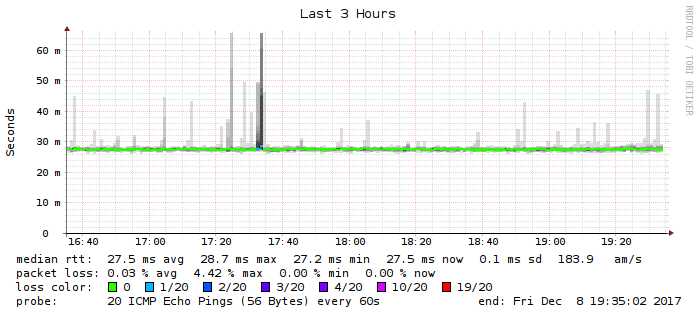 Last 3 Hours
RRDTOOL / TOBI OETIKER
Seconds
60 m
50 m
40 m
30 m
20 m
10 m
0
16:40 17:00 17:20 17:40 18:00 18:20 18:40 19:00 19:20
median rtt: 27.5 ms avg 28.7 ms max 27.2 ms min 27.5 ms now 0.1 ms sd 183.9 am/s
packet loss: 0.03 % avg 4.42 % max 0.00 % min 0.00 % now
loss color: 0 1/20 2/20 3/20 4/20 10/20 19/20
probe: 20 ICMP Echo Pings (56 Bytes) every 60s end: Fri Dec 8 19:35:02 2017